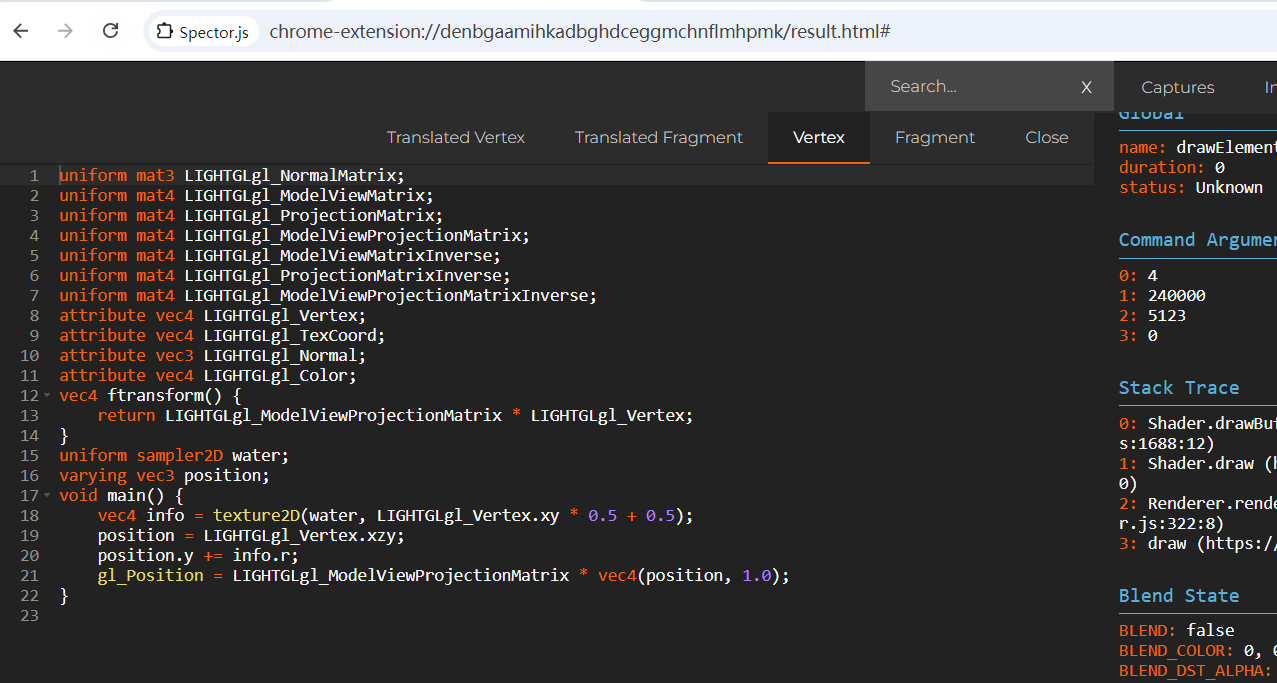 Spector.js chrome-extension://denbgaamihkadbghdceggmchnflmhpmk/result.html#
Search... X Captures
Translated Vertex Translated Fragment Vertex Fragment Close
1 uniform mat3 LIGHTGLgl_NormalMatrix;
2 uniform mat4 LIGHTGLgl_ModelViewMatrix;
3 uniform mat4 LIGHTGLgl_ProjectionMatrix;
4 uniform mat4 LIGHTGLgl_ModelViewProjectionMatrix;
5 uniform mat4 LIGHTGLgl_ModelViewMatrixInverse;
6 uniform mat4 LIGHTGLgl_ProjectionMatrixInverse;
7 uniform mat4 LIGHTGLgl_ModelViewProjectionMatrixInverse;
8 attribute vec4 LIGHTGLgl_Vertex;
9 attribute vec4 LIGHTGLgl_TexCoord;
10 attribute vec3 LIGHTGLgl_Normal;
11 attribute vec4 LIGHTGLgl_Color;
12 vec4 ftransform() {
13 return LIGHTGLgl_ModelViewProjectionMatrix * LIGHTGLgl_Vertex;
14 }
15 uniform sampler2D water;
16 varying vec3 position;
17 void main() {
18 vec4 info = texture2D(water, LIGHTGLgl_Vertex.xy * 0.5 + 0.5);
19 position = LIGHTGLgl_Vertex.xzy;
20 position.y += info.r;
21 gl_Position = LIGHTGLgl_ModelViewProjectionMatrix * vec4(position, 1.0);
22 }
23
Global
name: drawElement
duration: 0
status: Unknown
Command Argumen
0: 4
1: 240000
2: 5123
3: 0
Stack Trace
0: Shader.drawBuf
s:1688:12)
1: Shader.draw (h
0)
2: Renderer.rende
r.js:322:8)
3: draw (https:/
Blend State
BLEND: false
BLEND_COLOR: 0, 0
BLEND_DST_ALPHA: